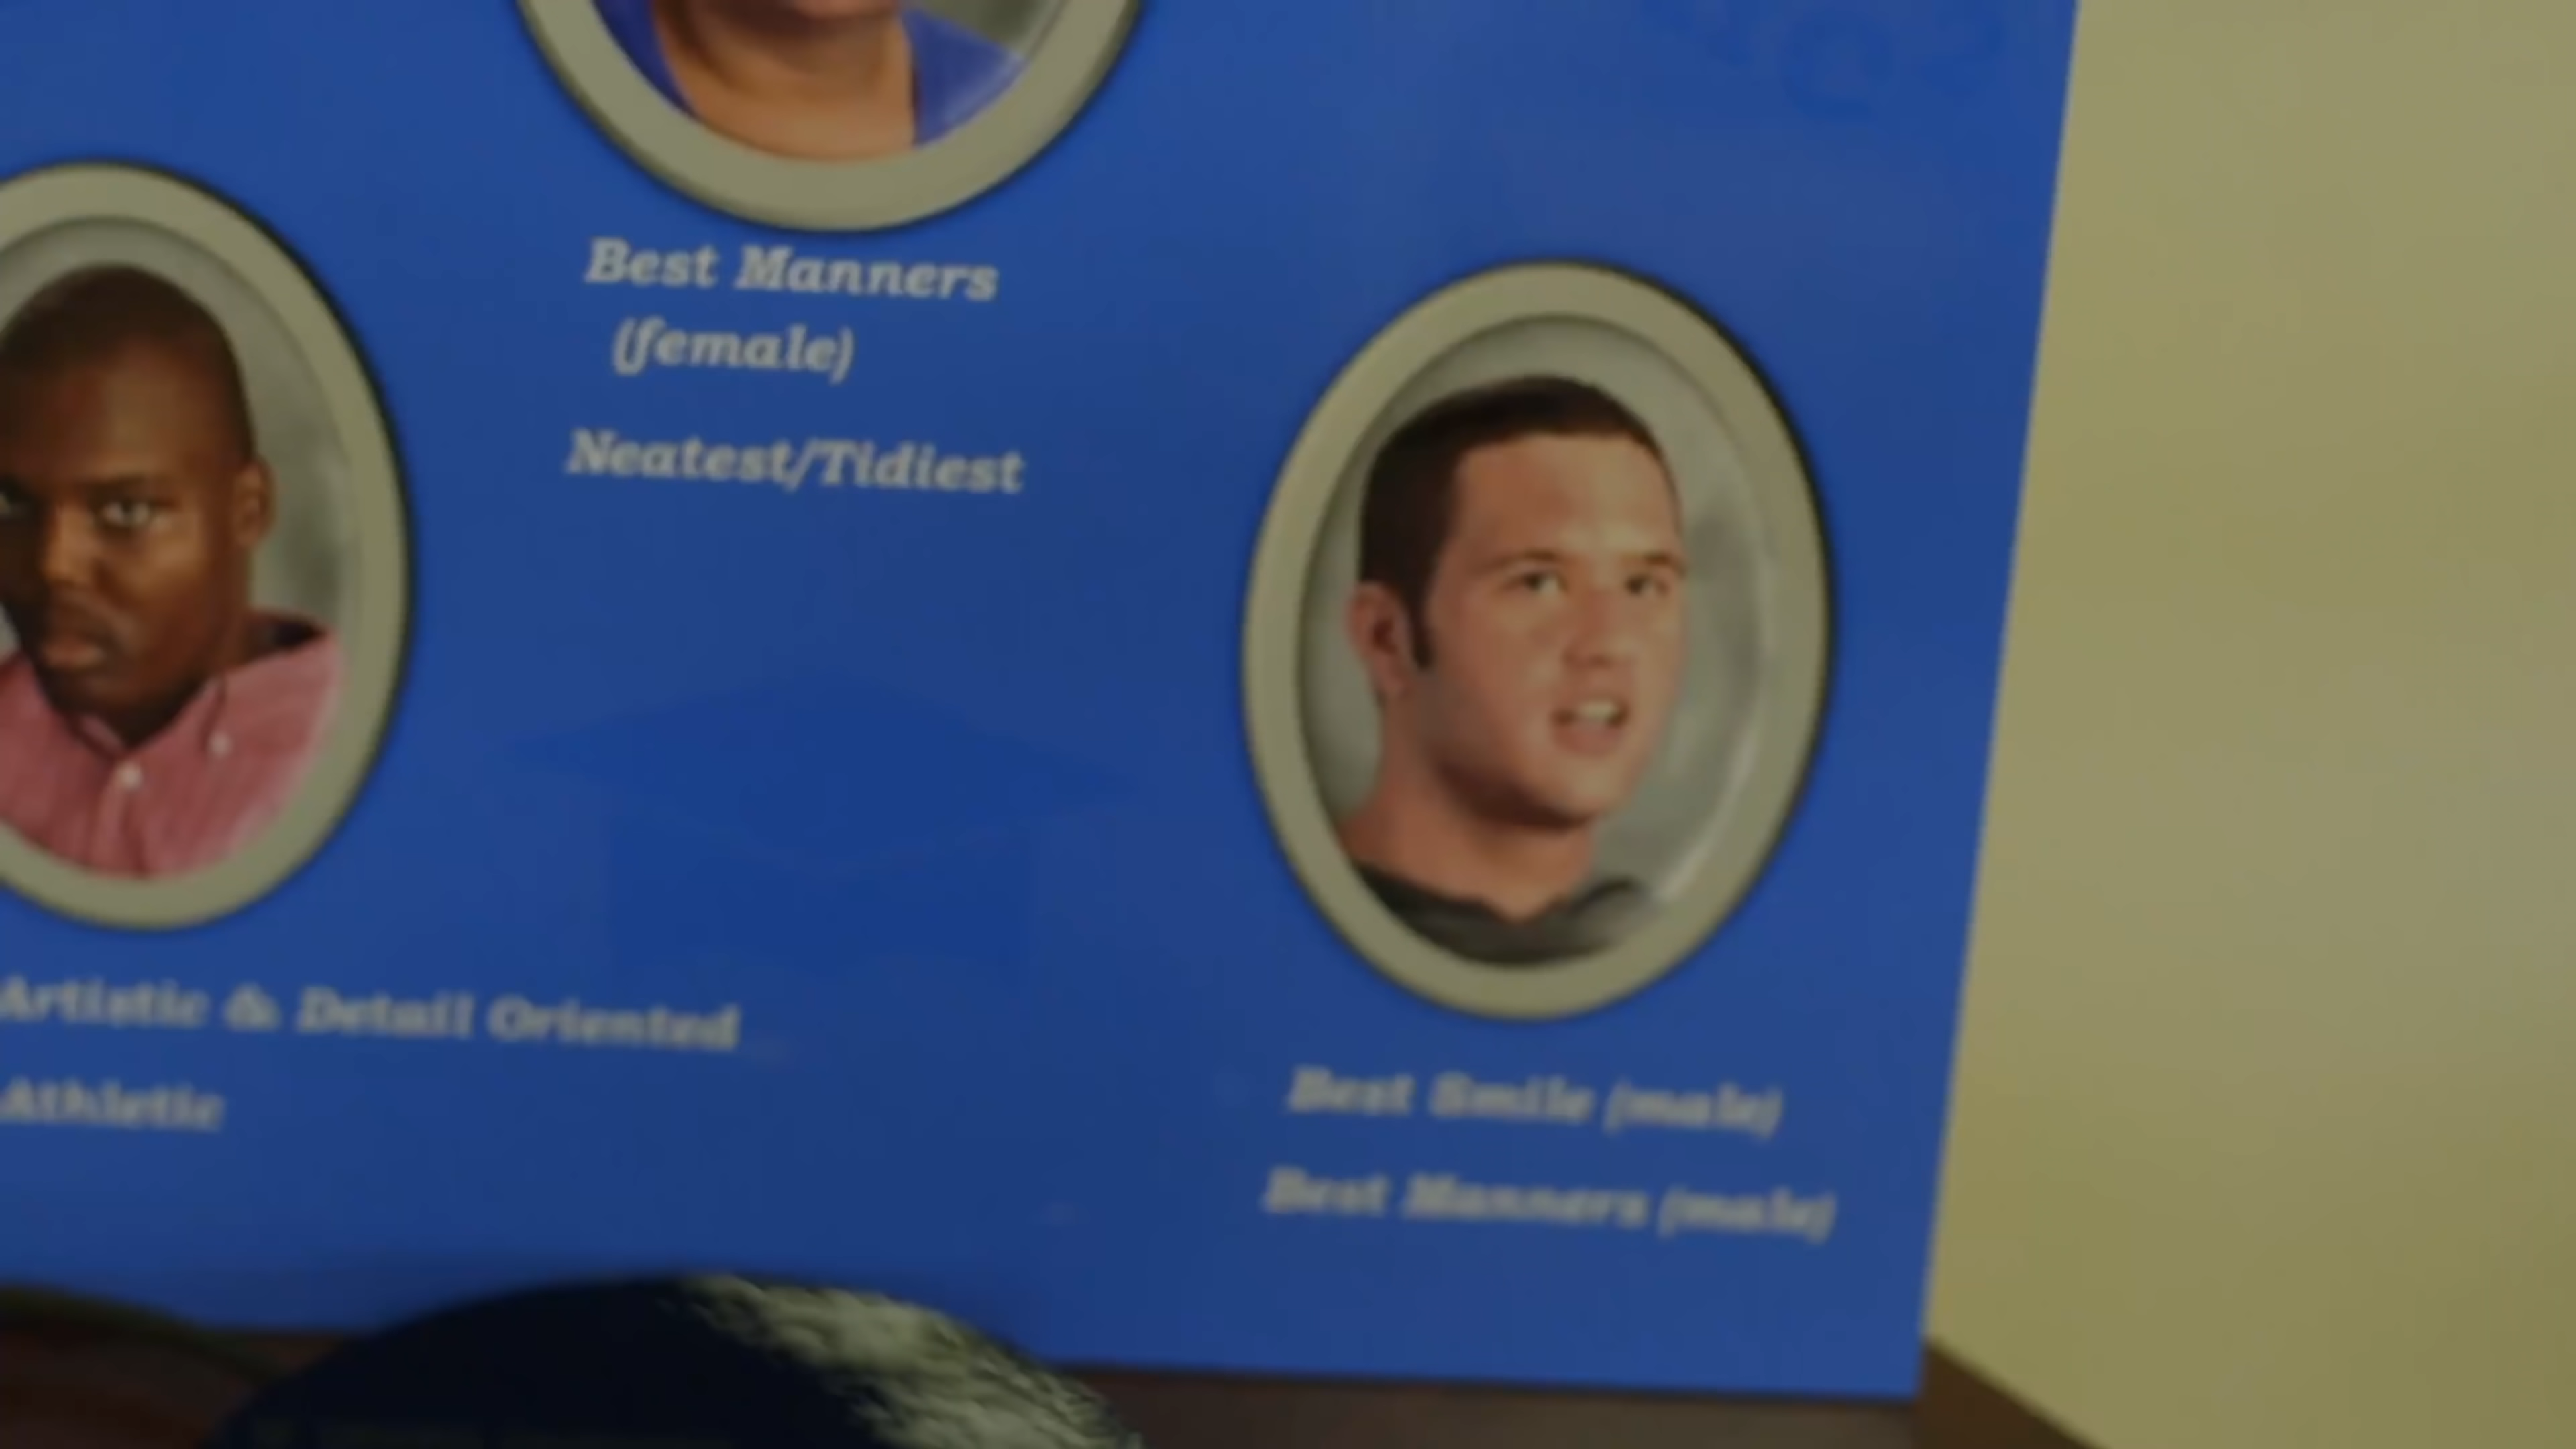 Best Manners
(female)
Neatest/Tidiest
Artistic & Detail Oriented
Athletic
Best Smile (male)
Best Manners (male)